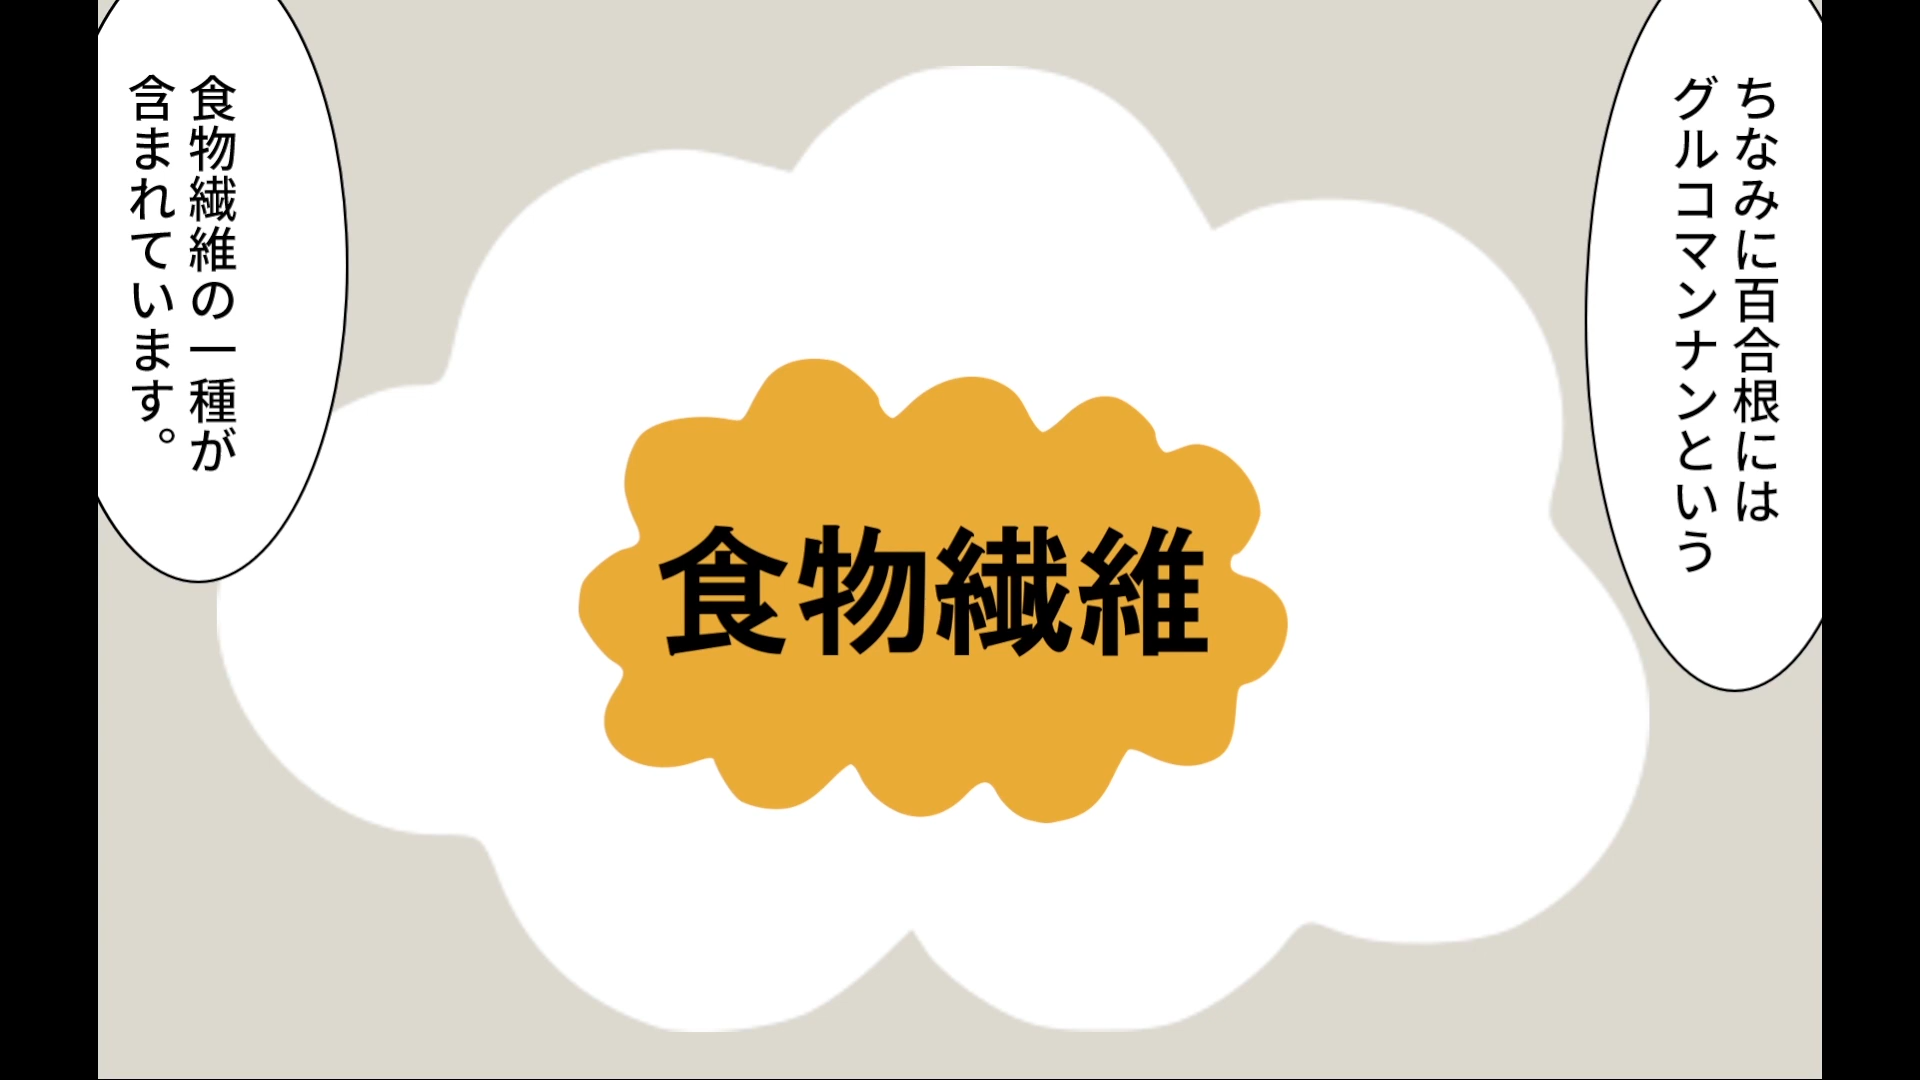 ちなみに百合根には
グルコマンナンという
食物繊維
食物繊維の一種が
含まれています。